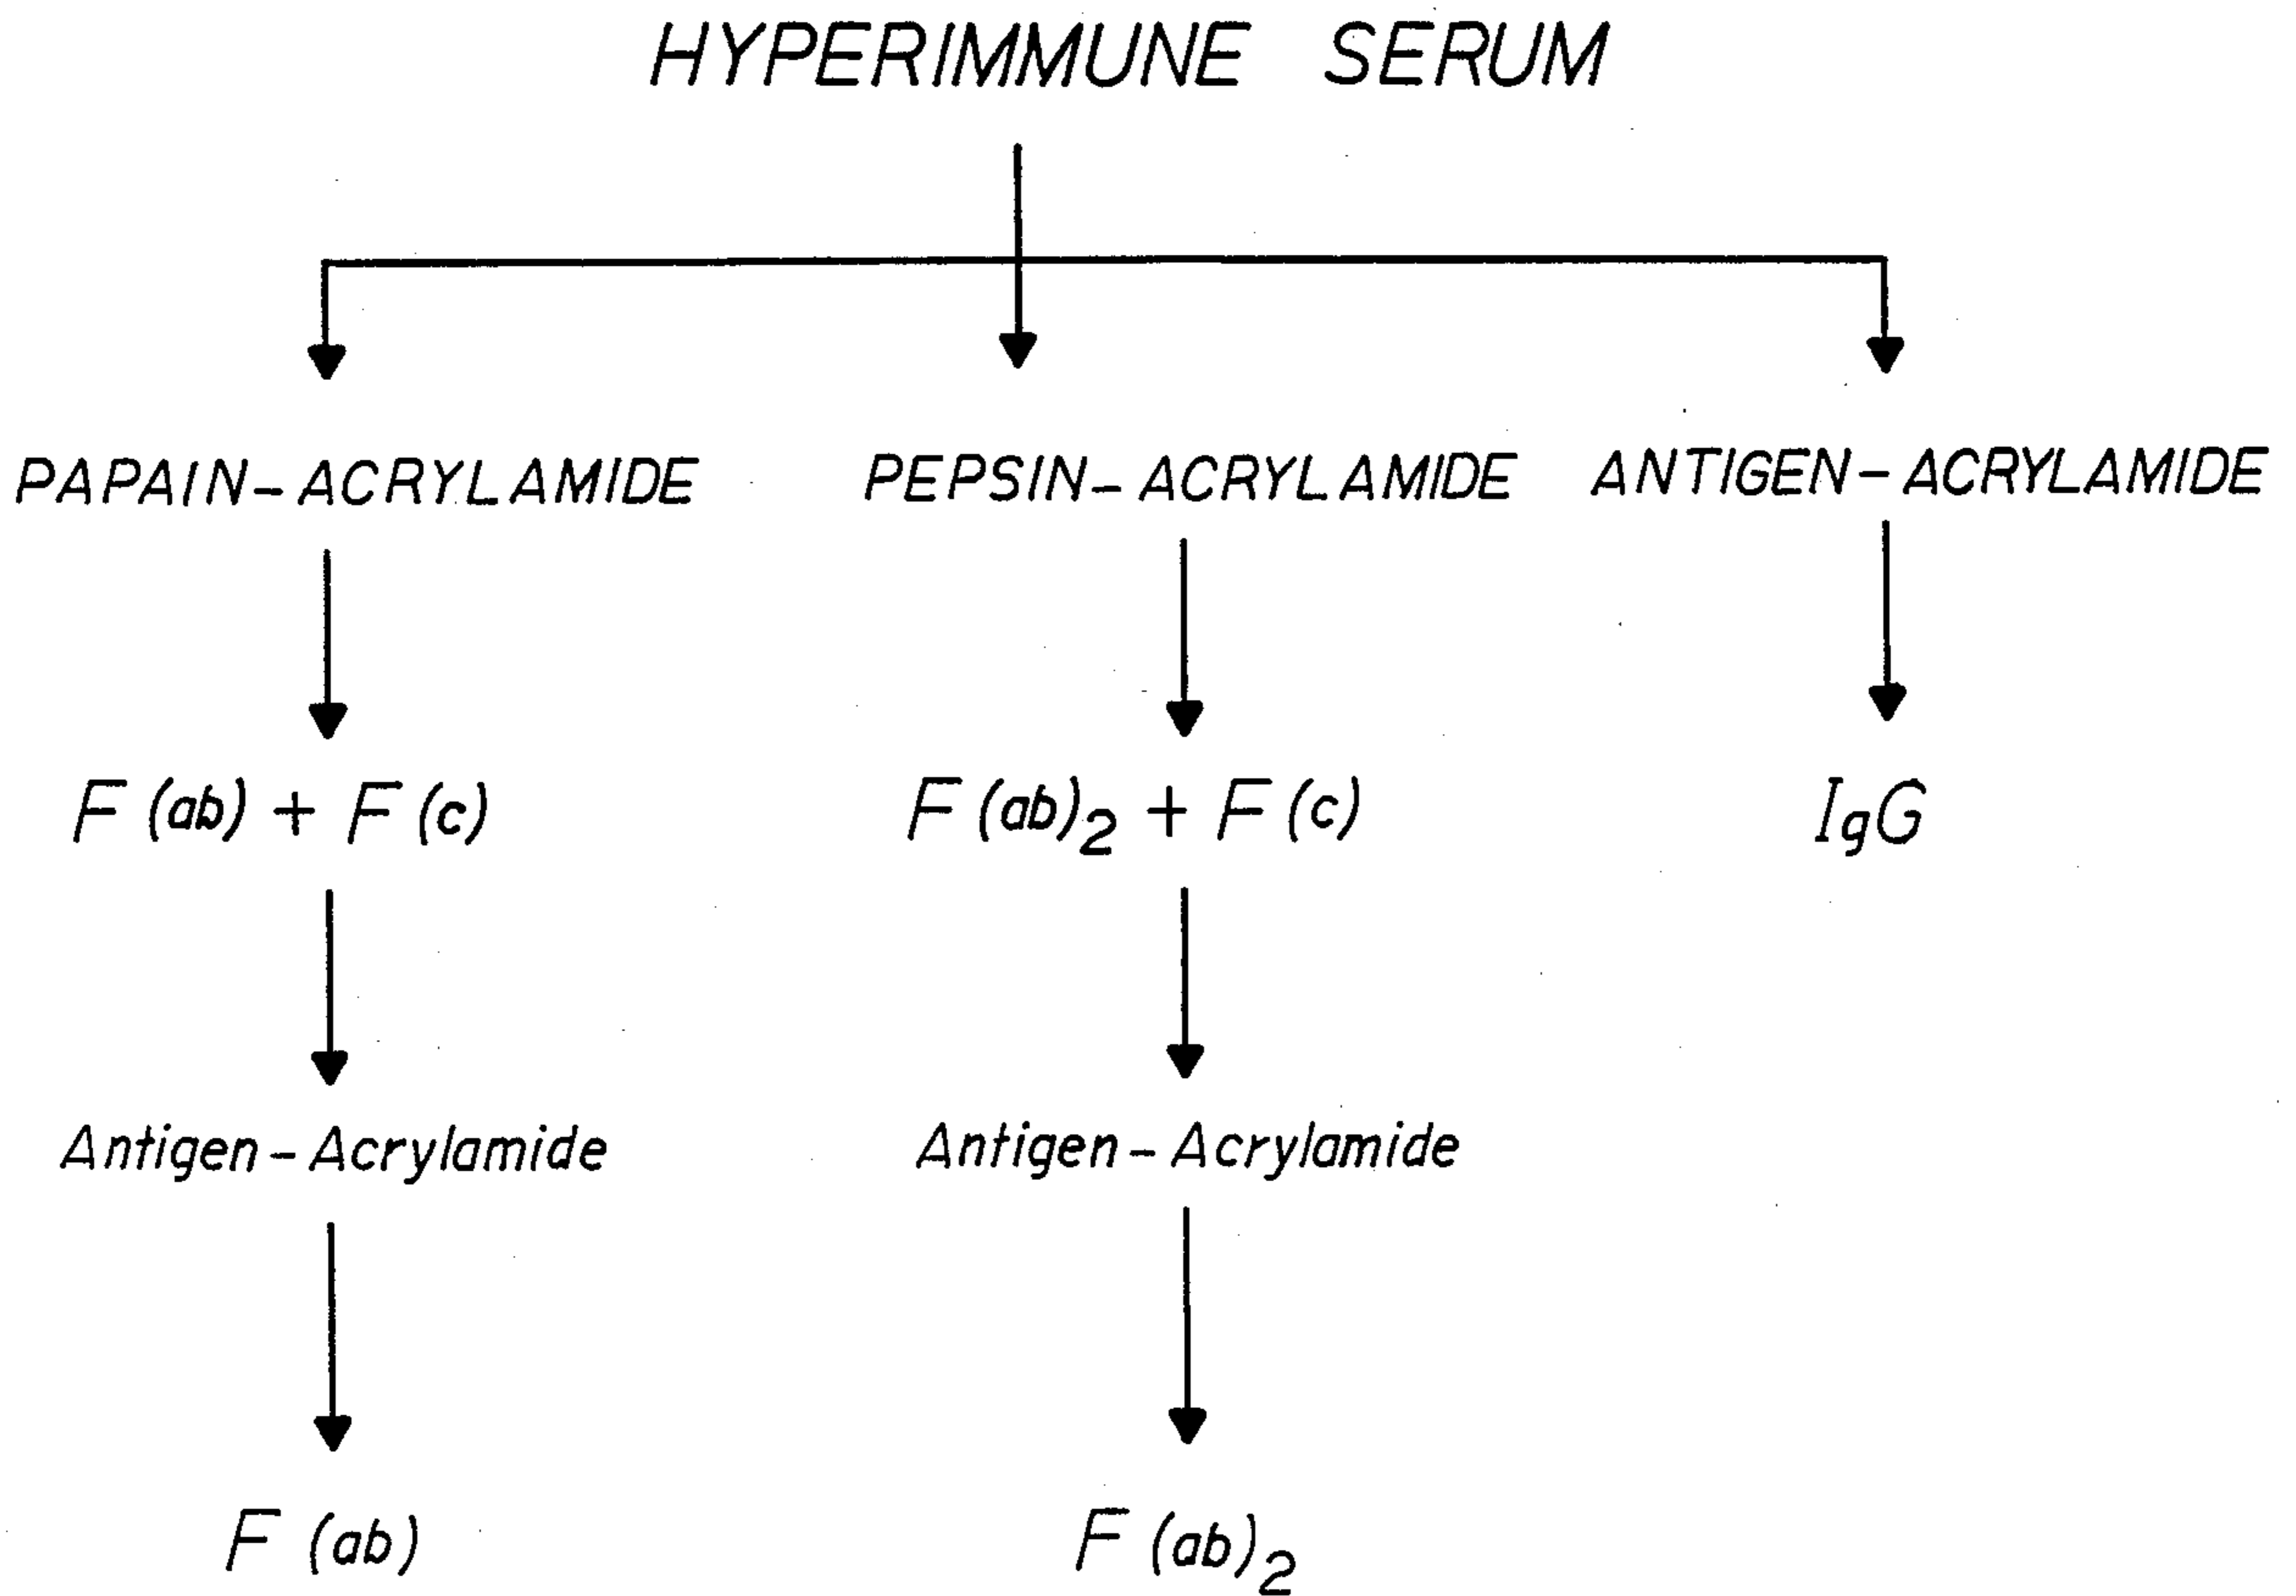 HYPERIMMUNE SERUM
PAPAIN-ACRYLAMIDE PEPSIN-ACRYLAMIDE ANTIGEN-ACRYLAMIDE
F(ab) + F(c) F(ab)₂ + F(c) IgG
Antigen-Acrylamide Antigen-Acrylamide
F(ab) F(ab)₂